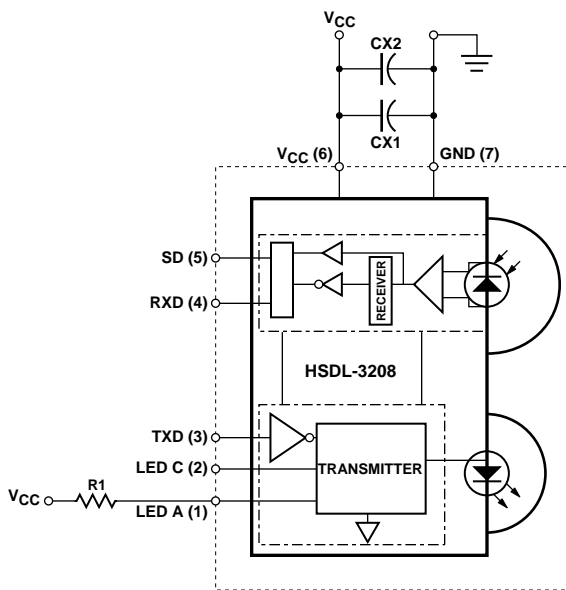 VCC
CX2
CX1
VCC (6)
GND (7)
SD (5)
RXD (4)
RECEIVER
HSDL-3208
TXD (3)
LED C (2)
TRANSMITTER
VCC
R1
LED A (1)